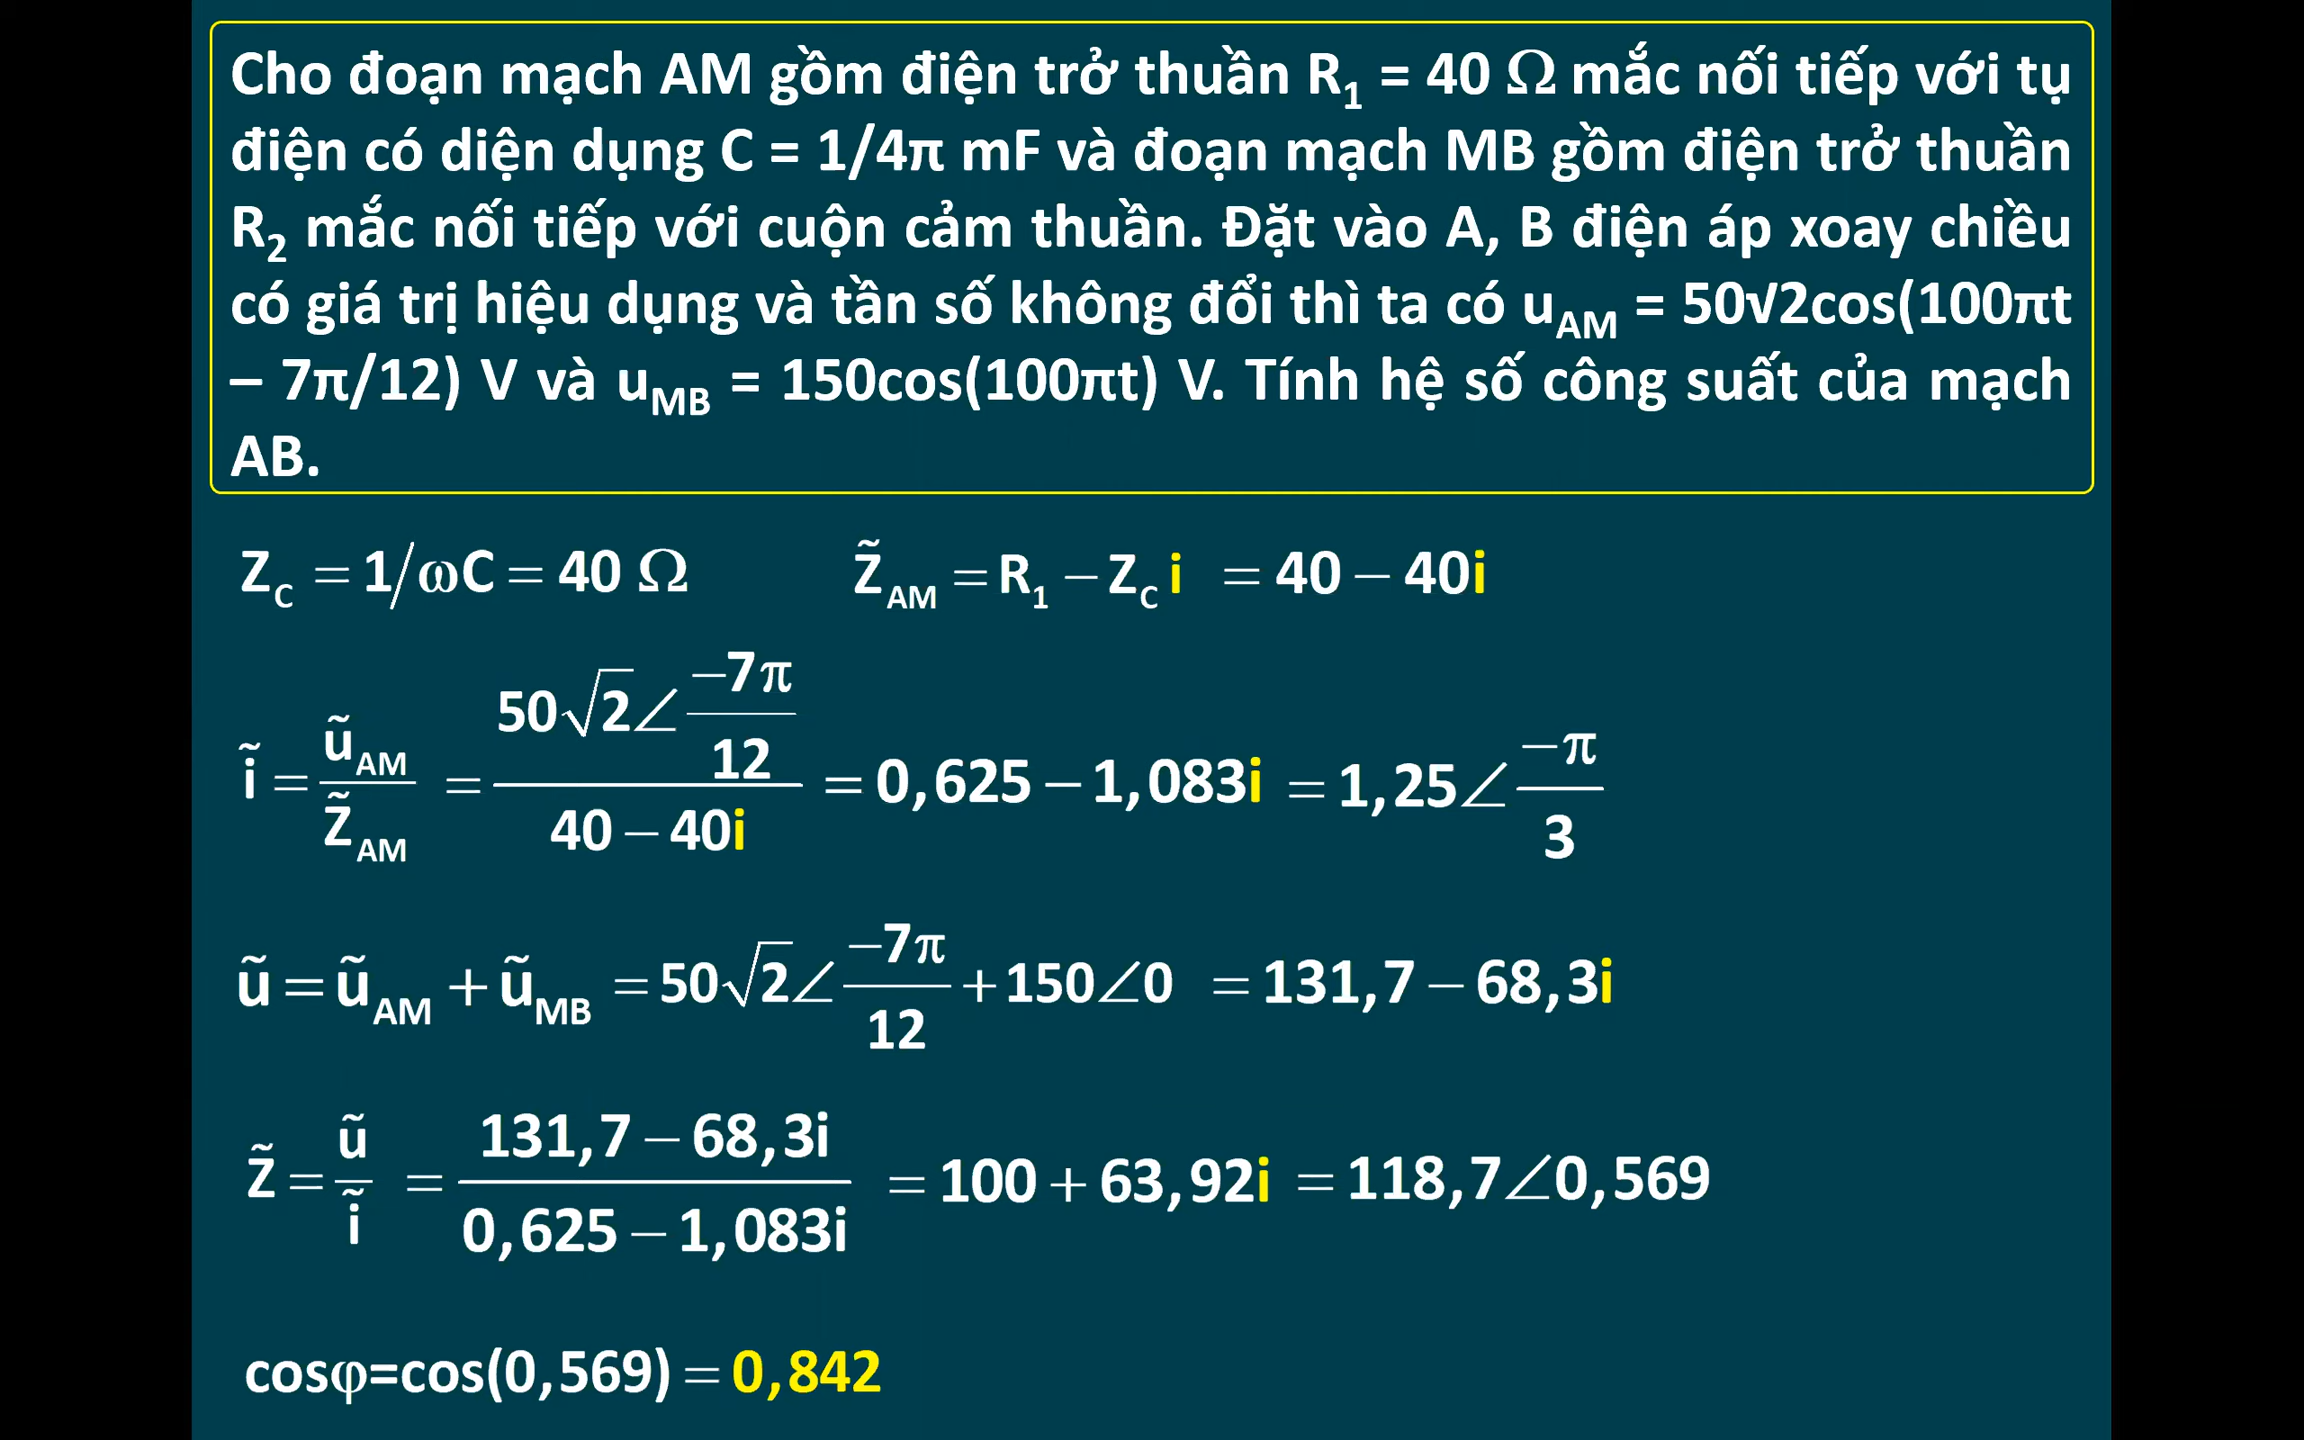 Cho đoạn mạch AM gồm điện trở thuần R₁ = 40 Ω mắc nối tiếp với tụ
điện có diện dụng C = 1/4π mF và đoạn mạch MB gồm điện trở thuần
R₂ mắc nối tiếp với cuộn cảm thuần. Đặt vào A, B điện áp xoay chiều
có giá trị hiệu dụng và tần số không đổi thì ta có u_AM = 50√2cos(100πt
– 7π/12) V và u_MB = 150cos(100πt) V. Tính hệ số công suất của mạch
AB.
Z_C = 1/ωC = 40 Ω   Z̃_AM = R₁ − Z_C i = 40 − 40i
ĩ = ũ_AM / Z̃_AM = (50√2∠(−7π/12)) / (40 − 40i) = 0,625 − 1,083i = 1,25∠(−π/3)
ũ = ũ_AM + ũ_MB = 50√2∠(−7π/12) + 150∠0 = 131,7 − 68,3i
Z̃ = ũ / ĩ = (131,7 − 68,3i) / (0,625 − 1,083i) = 100 + 63,92i = 118,7∠0,569
cosφ=cos(0,569) = 0,842